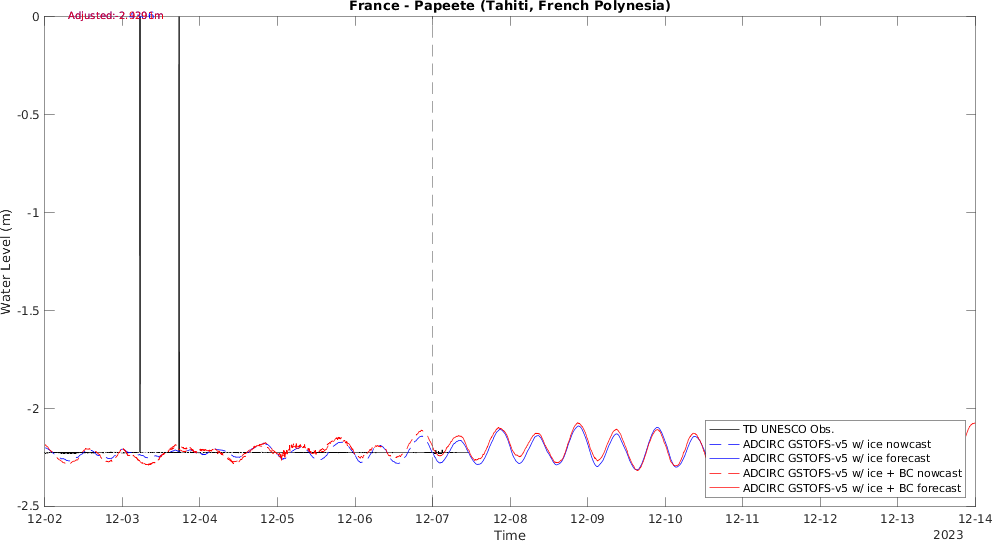 France - Papeete (Tahiti, French Polynesia)
Adjusted:
0
-0.5
-1
-1.5
-2
-2.5
Water Level (m)
TD UNESCO Obs.
ADCIRC GSTOFS-v5 w/ ice nowcast
ADCIRC GSTOFS-v5 w/ ice forecast
ADCIRC GSTOFS-v5 w/ ice + BC nowcast
ADCIRC GSTOFS-v5 w/ ice + BC forecast
12-02 12-03 12-04 12-05 12-06 12-07 12-08 12-09 12-10 12-11 12-12 12-13 12-14
Time
2023